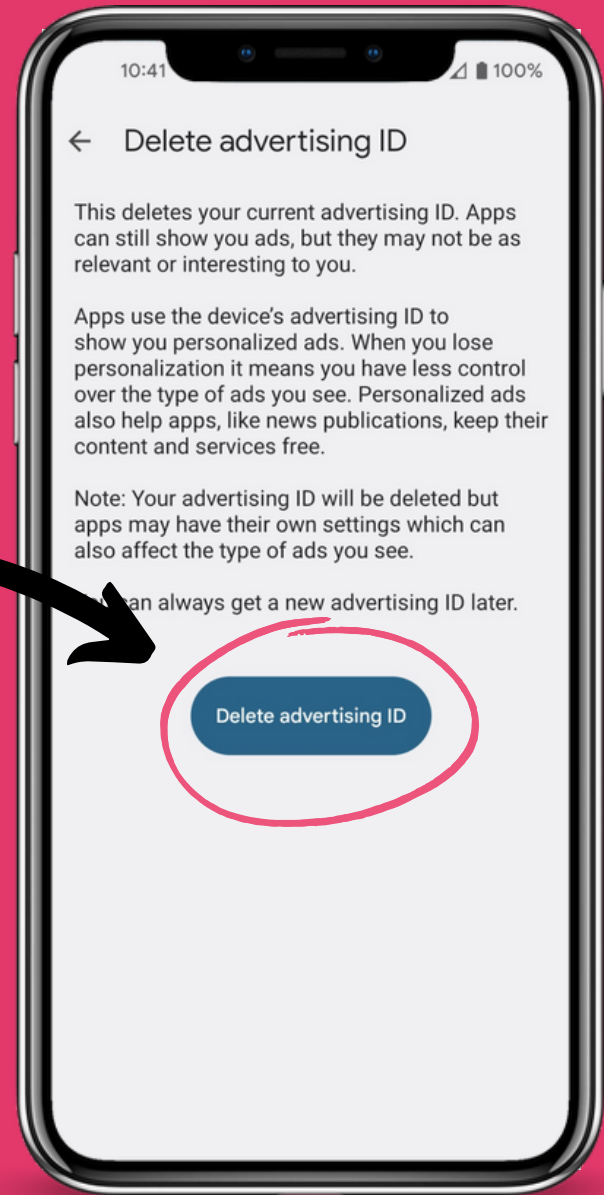 10:41
100%
Delete advertising ID
This deletes your current advertising ID. Apps
can still show you ads, but they may not be as
relevant or interesting to you.
Apps use the device's advertising ID to
show you personalized ads. When you lose
personalization it means you have less control
over the type of ads you see. Personalized ads
also help apps, like news publications, keep their
content and services free.
Note: Your advertising ID will be deleted but
apps may have their own settings which can
also affect the type of ads you see.
always get a new advertising ID later.
Delete advertising ID